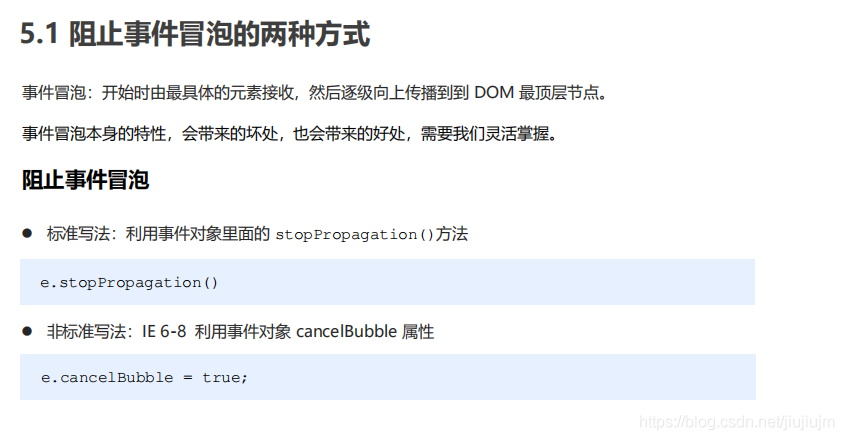 5.1 阻止事件冒泡的两种方式
事件冒泡：开始时由最具体的元素接收，然后逐级向上传播到到 DOM 最顶层节点。
事件冒泡本身的特性，会带来的坏处，也会带来的好处，需要我们灵活掌握。
阻止事件冒泡
● 标准写法：利用事件对象里面的 stopPropagation()方法
e.stopPropagation()
● 非标准写法：IE 6-8 利用事件对象 cancelBubble 属性
e.cancelBubble = true;
https://blog.csdn.net/jiujiujm